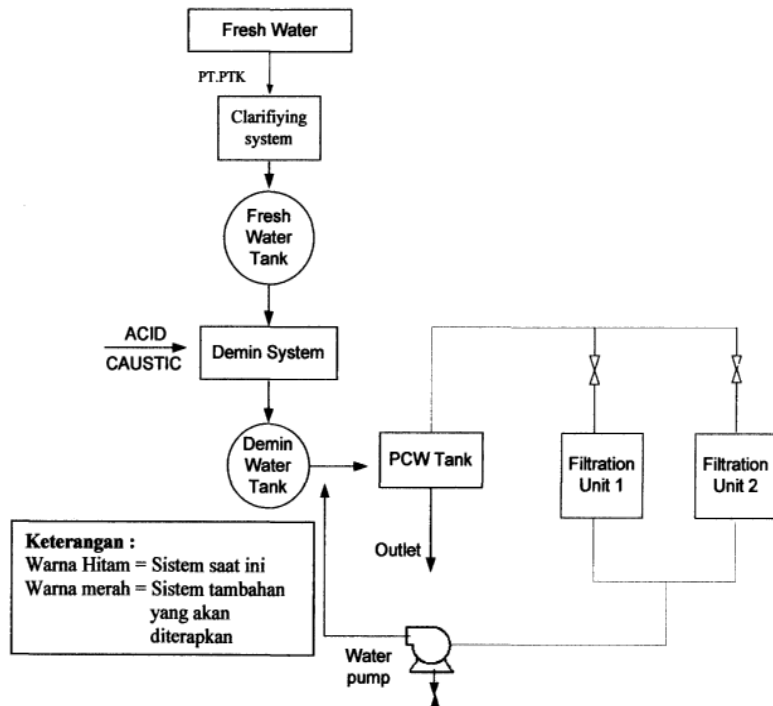 Fresh Water
PT.PTK
Clarifiying
system
Fresh
Water
Tank
ACID
CAUSTIC
Demin System
Demin
Water
Tank
PCW Tank
Filtration
Unit 1
Filtration
Unit 2
Outlet
Keterangan :
Warna Hitam = Sistem saat ini
Warna merah = Sistem tambahan
yang akan
diterapkan
Water
pump